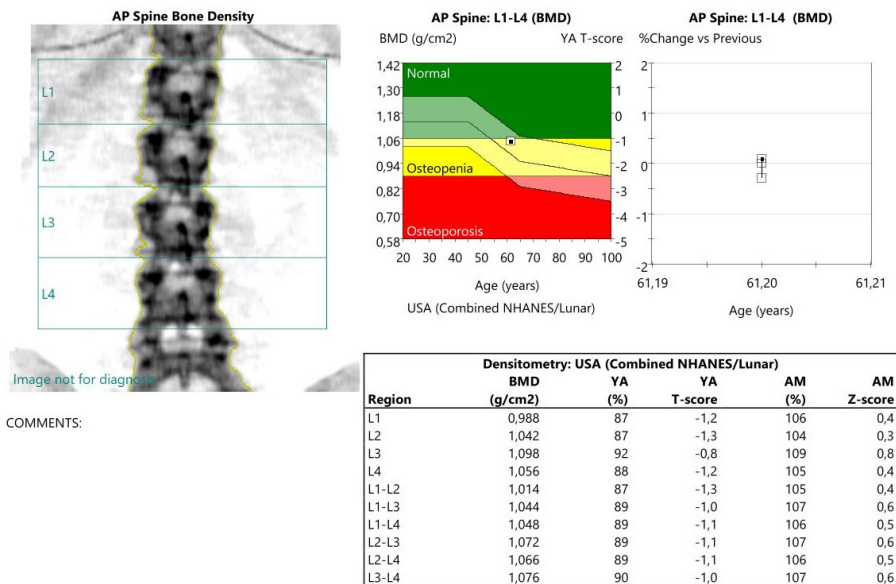 AP Spine Bone Density
L1
L2
L3
L4
Image not for diagnosis
COMMENTS:
AP Spine: L1-L4 (BMD)
BMD (g/cm2) YA T-score
1,42 2
1,30 1
1,18 0
1,06 -1
0,94 -2
0,82 -3
0,70 -4
0,58 -5
Normal
Osteopenia
Osteoporosis
20 30 40 50 60 70 80 90 100
Age (years)
USA (Combined NHANES/Lunar)
AP Spine: L1-L4 (BMD)
%Change vs Previous
2
1
0
-1
-2
61,19 61,20 61,21
Age (years)
Densitometry: USA (Combined NHANES/Lunar)
BMD YA YA AM AM
Region (g/cm2) (%) T-score (%) Z-score
L1 0,988 87 -1,2 106 0,4
L2 1,042 87 -1,3 104 0,3
L3 1,098 92 -0,8 109 0,8
L4 1,056 88 -1,2 105 0,4
L1-L2 1,014 87 -1,3 105 0,4
L1-L3 1,044 89 -1,0 107 0,6
L1-L4 1,048 89 -1,1 106 0,5
L2-L3 1,072 89 -1,1 107 0,6
L2-L4 1,066 89 -1,1 106 0,5
L3-L4 1,076 90 -1,0 107 0,6